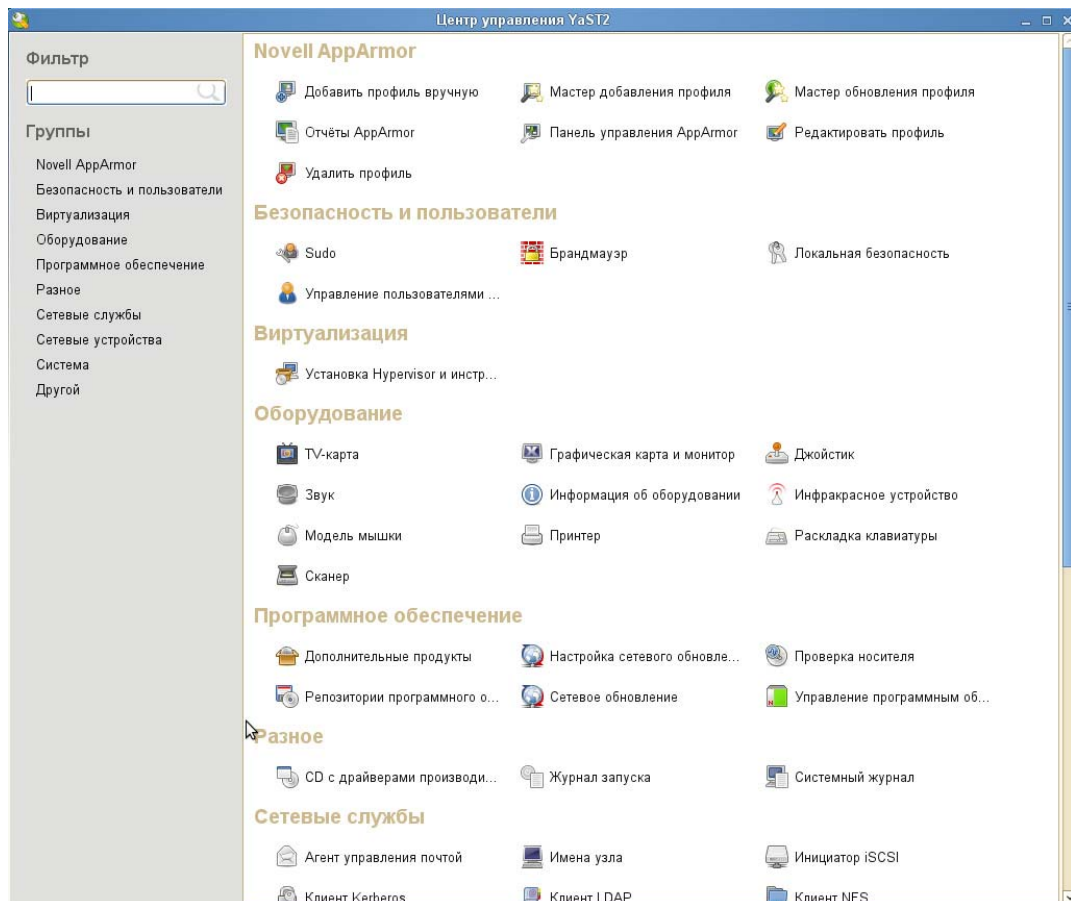 Центр управления YaST2
Фильтр
Группы
Novell AppArmor
Безопасность и пользователи
Виртуализация
Оборудование
Программное обеспечение
Разное
Сетевые службы
Сетевые устройства
Система
Другой
Novell AppArmor
Добавить профиль вручную
Мастер добавления профиля
Мастер обновления профиля
Отчёты AppArmor
Панель управления AppArmor
Редактировать профиль
Удалить профиль
Безопасность и пользователи
Sudo
Брандмауэр
Локальная безопасность
Управление пользователями ...
Виртуализация
Установка Hypervisor и инстр...
Оборудование
TV-карта
Графическая карта и монитор
Джойстик
Звук
Информация об оборудовании
Инфракрасное устройство
Модель мышки
Принтер
Раскладка клавиатуры
Сканер
Программное обеспечение
Дополнительные продукты
Настройка сетевого обновле...
Проверка носителя
Репозитории программного о...
Сетевое обновление
Управление программным об...
Разное
CD с драйверами производи...
Журнал запуска
Системный журнал
Сетевые службы
Агент управления почтой
Имена узла
Инициатор iSCSI
Клиент Kerberos
Клиент LDAP
Клиент NFS